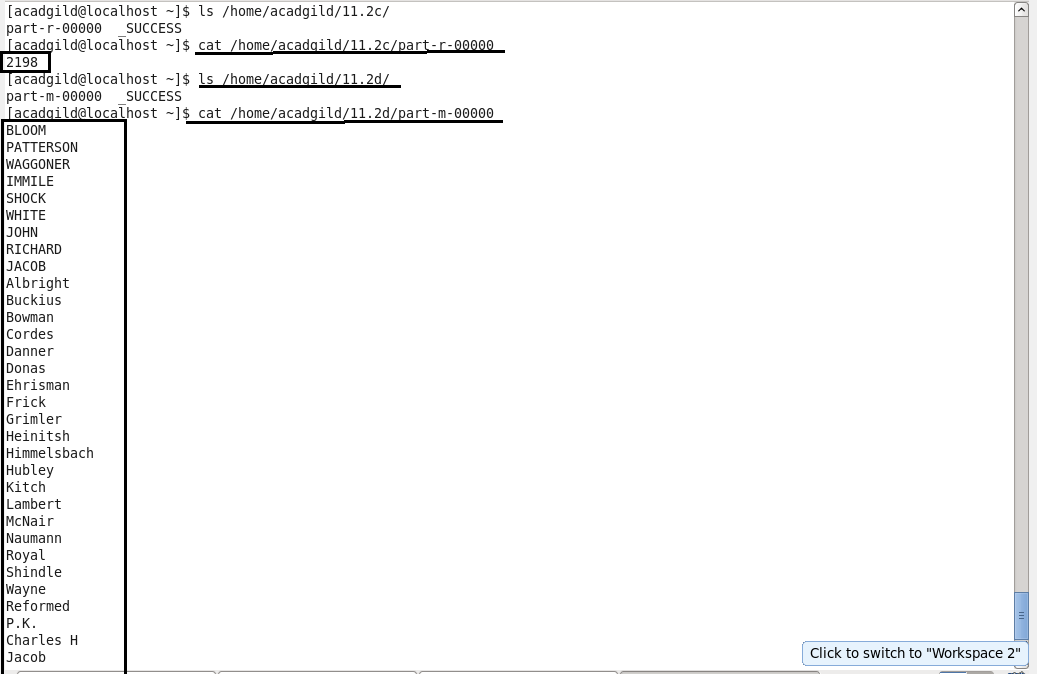 [acadgild@localhost ~]$ ls /home/acadgild/11.2c/
part-r-00000  _SUCCESS
[acadgild@localhost ~]$ cat /home/acadgild/11.2c/part-r-00000
2198
[acadgild@localhost ~]$ ls /home/acadgild/11.2d/
part-m-00000  _SUCCESS
[acadgild@localhost ~]$ cat /home/acadgild/11.2d/part-m-00000
BLOOM
PATTERSON
WAGGONER
IMMILE
SHOCK
WHITE
JOHN
RICHARD
JACOB
Albright
Buckius
Bowman
Cordes
Danner
Donas
Ehrisman
Frick
Grimler
Heinitsh
Himmelsbach
Hubley
Kitch
Lambert
McNair
Naumann
Royal
Shindle
Wayne
Reformed
P.K.
Charles H
Jacob
Click to switch to "Workspace 2"